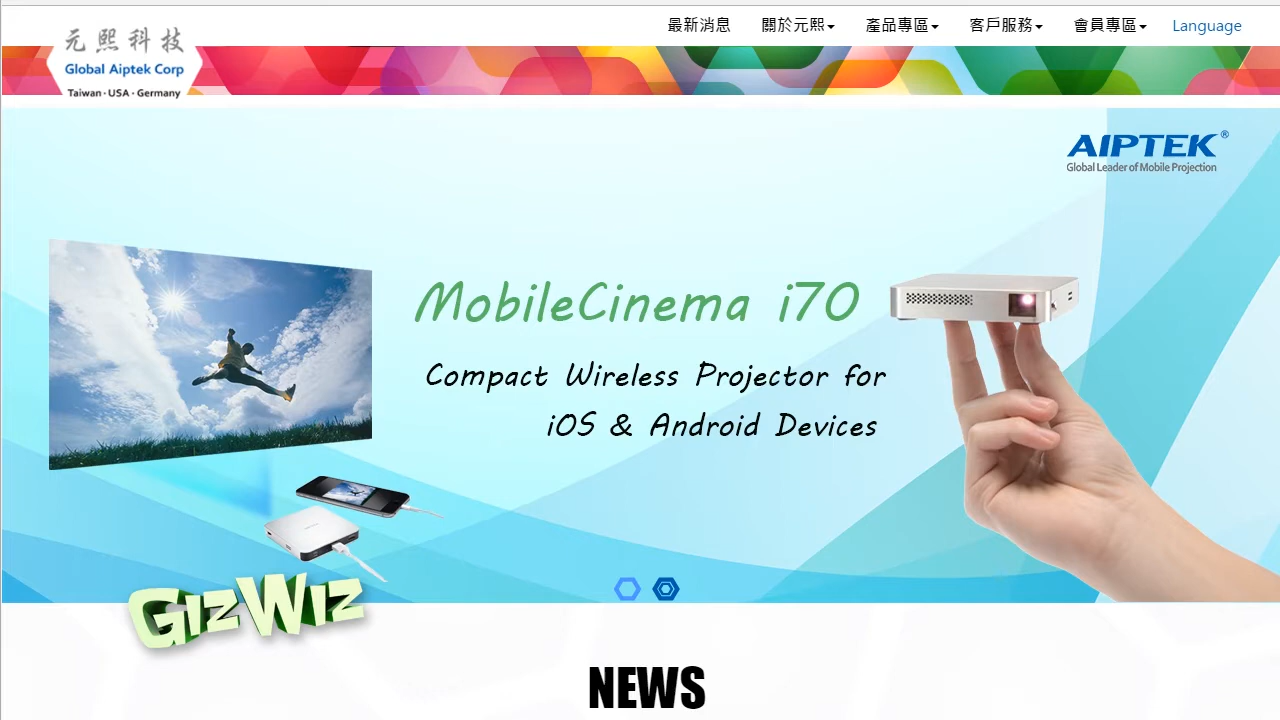 最新消息 關於元熙 產品專區 客戶服務 會員專區 Language
元熙科技
Global Aiptek Corp
Taiwan · USA · Germany
AIPTEK®
Global Leader of Mobile Projection
MobileCinema i70
Compact Wireless Projector for
iOS & Android Devices
GizWiz
NEWS